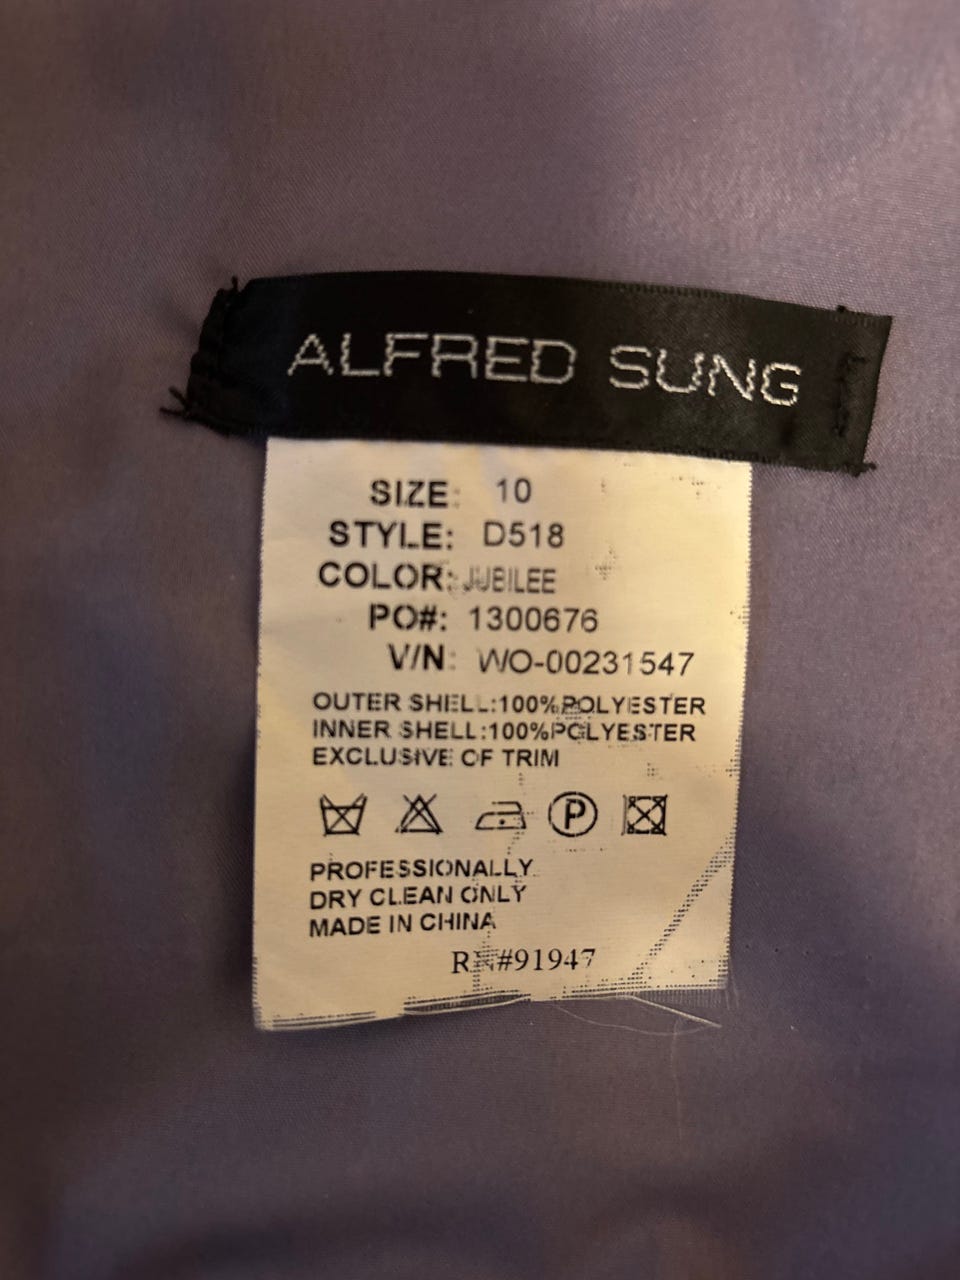 ALFRED SUNG
SIZE: 10
STYLE: D518
COLOR: JUBILEE
PO#: 1300676
V/N: WO-00231547
OUTER SHELL:100%POLYESTER
INNER SHELL:100%POLYESTER
EXCLUSIVE OF TRIM
P
PROFESSIONALLY
DRY CLEAN ONLY
MADE IN CHINA
RN#91947